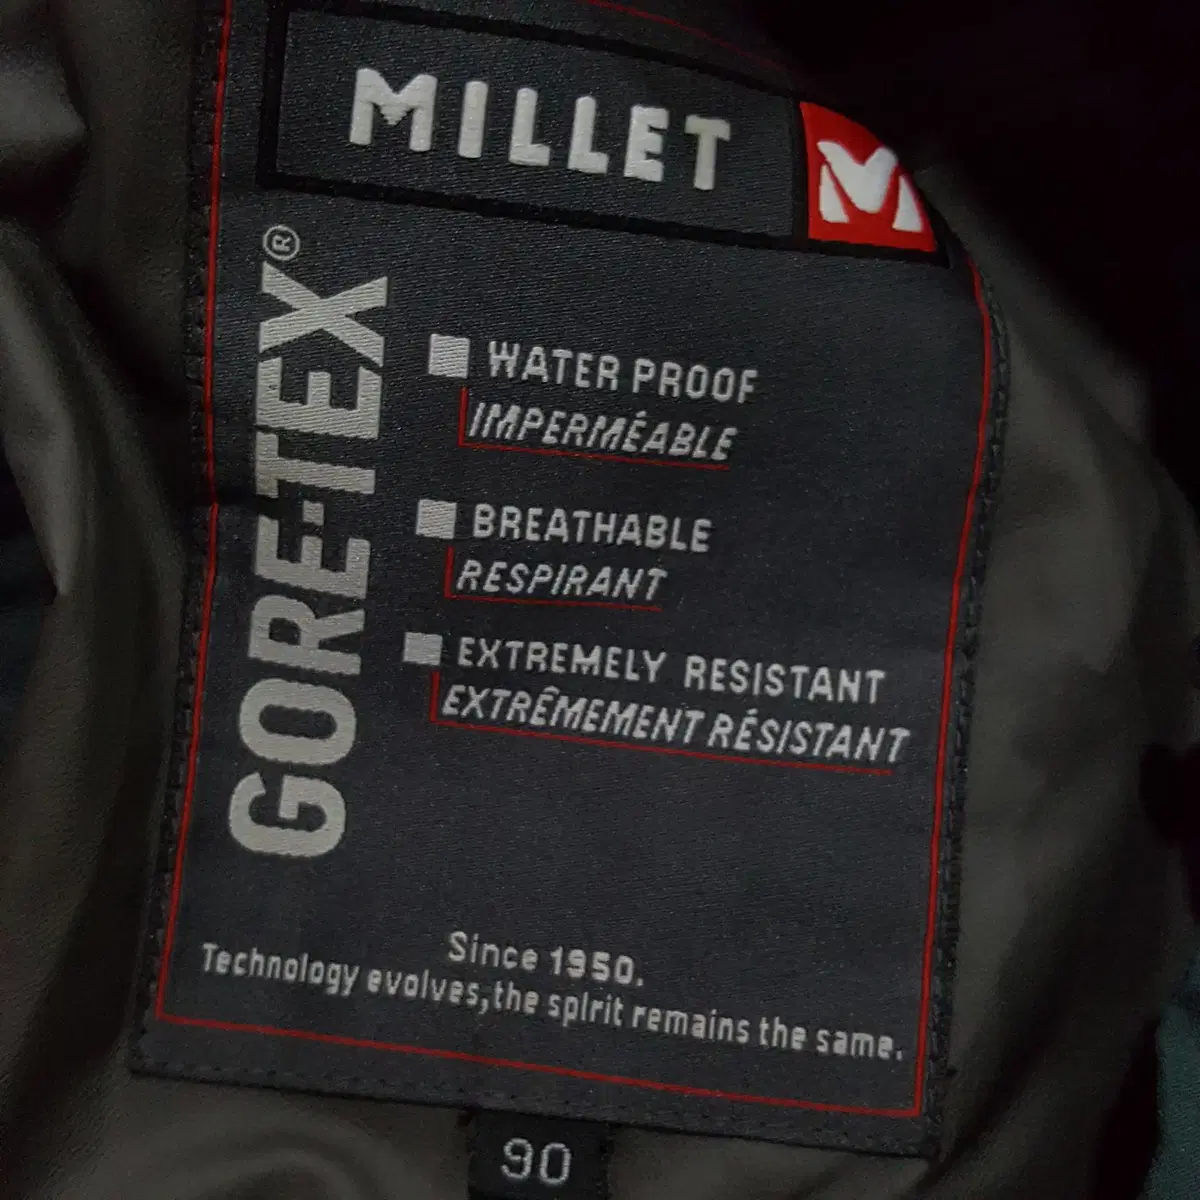 MILLET M
GORE-TEX®
WATER PROOF
IMPERMÉABLE
BREATHABLE
RESPIRANT
EXTREMELY RESISTANT
EXTRÊMEMENT RÉSISTANT
Since 1950.
Technology evolves,the spirit remains the same.
90